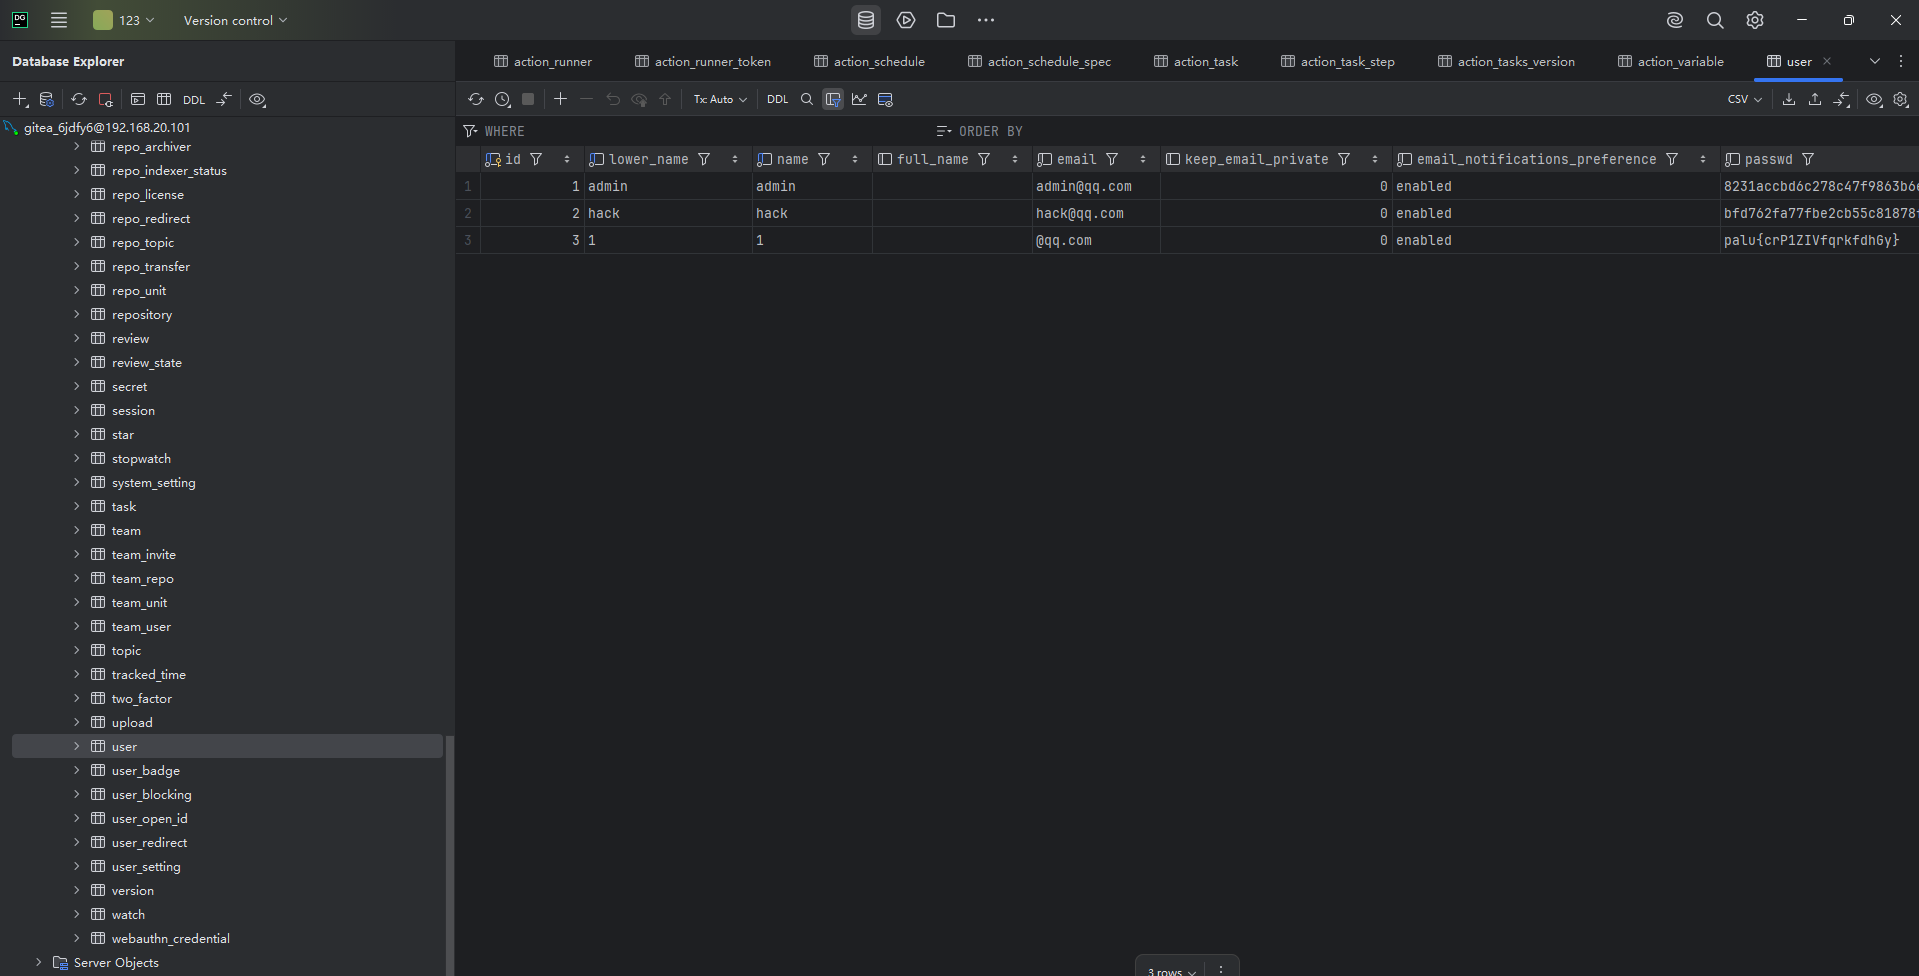 123
Version control
Database Explorer
action_runner
action_runner_token
action_schedule
action_schedule_spec
action_task
action_task_step
action_tasks_version
action_variable
user
DDL
Tx: Auto
DDL
CSV
gitea_6jdfy6@192.168.20.101
WHERE
ORDER BY
repo_archiver
repo_indexer_status
repo_license
repo_redirect
repo_topic
repo_transfer
repo_unit
repository
review
review_state
secret
session
star
stopwatch
system_setting
task
team
team_invite
team_repo
team_unit
team_user
topic
tracked_time
two_factor
upload
user
user_badge
user_blocking
user_open_id
user_redirect
user_setting
version
watch
webauthn_credential
Server Objects
id lower_name name full_name email keep_email_private email_notifications_preference passwd
1 1 admin admin admin@qq.com 0 enabled 8231accbd6c278c47f9863b6
2 2 hack hack hack@qq.com 0 enabled bfd762fa77fbe2cb55c81878
3 3 1 1 @qq.com 0 enabled palu{crP1ZIVfqrkfdhGy}
3 rows